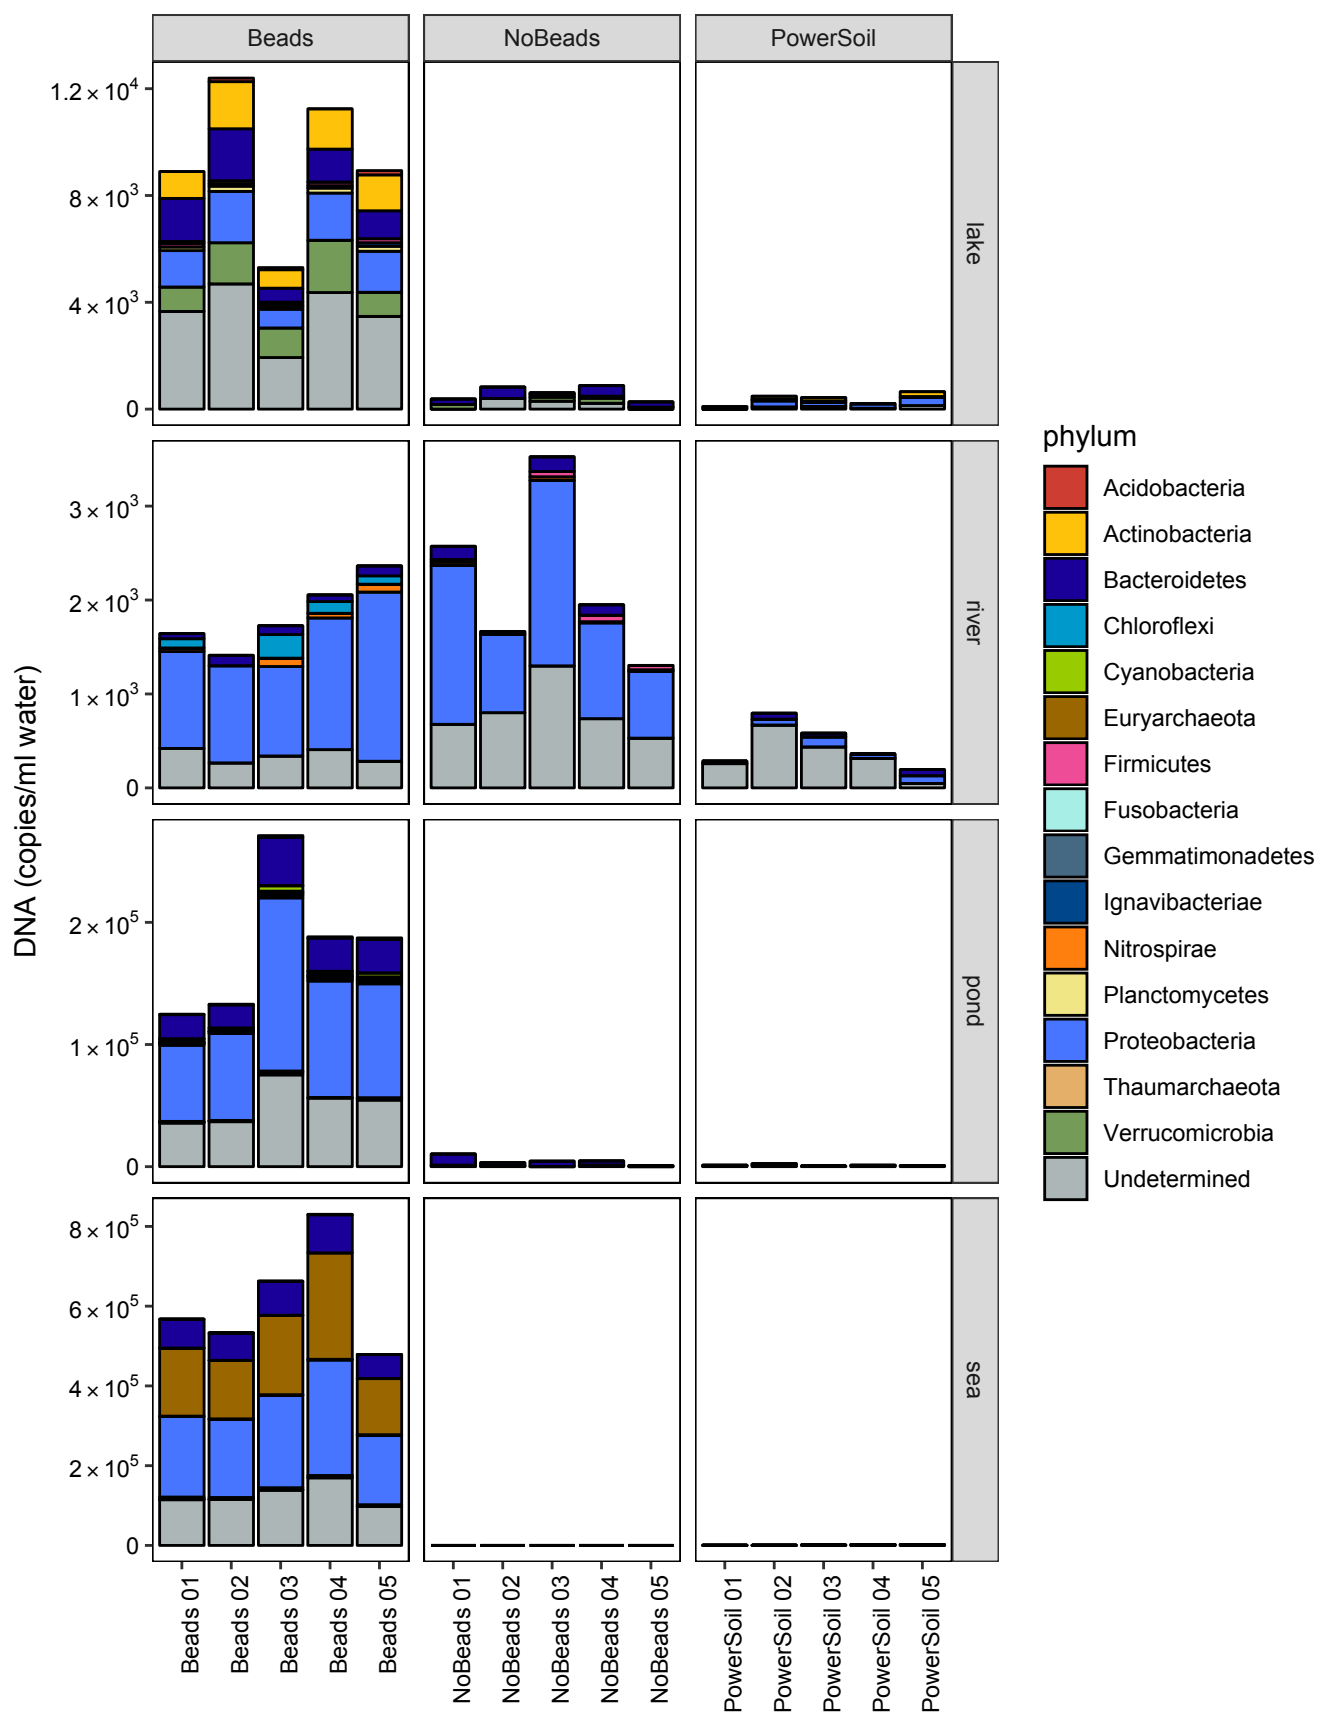 Beads
NoBeads
PowerSoil
DNA (copies/ml water)
1.2 × 10⁴
8 × 10³
4 × 10³
0
lake
3 × 10³
2 × 10³
1 × 10³
0
river
2 × 10⁵
1 × 10⁵
0
pond
8 × 10⁵
6 × 10⁵
4 × 10⁵
2 × 10⁵
0
sea
Beads 01
Beads 02
Beads 03
Beads 04
Beads 05
NoBeads 01
NoBeads 02
NoBeads 03
NoBeads 04
NoBeads 05
PowerSoil 01
PowerSoil 02
PowerSoil 03
PowerSoil 04
PowerSoil 05
phylum
Acidobacteria
Actinobacteria
Bacteroidetes
Chloroflexi
Cyanobacteria
Euryarchaeota
Firmicutes
Fusobacteria
Gemmatimonadetes
Ignavibacteriae
Nitrospirae
Planctomycetes
Proteobacteria
Thaumarchaeota
Verrucomicrobia
Undetermined